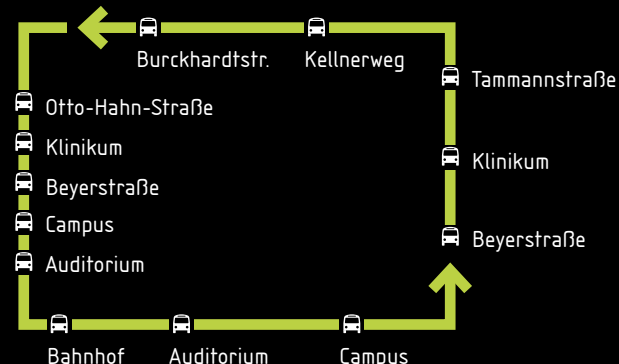 Burckhardtstr.
Kellnerweg
Tammannstraße
Otto-Hahn-Straße
Klinikum
Klinikum
Beyerstraße
Campus
Beyerstraße
Auditorium
Bahnhof
Auditorium
Campus